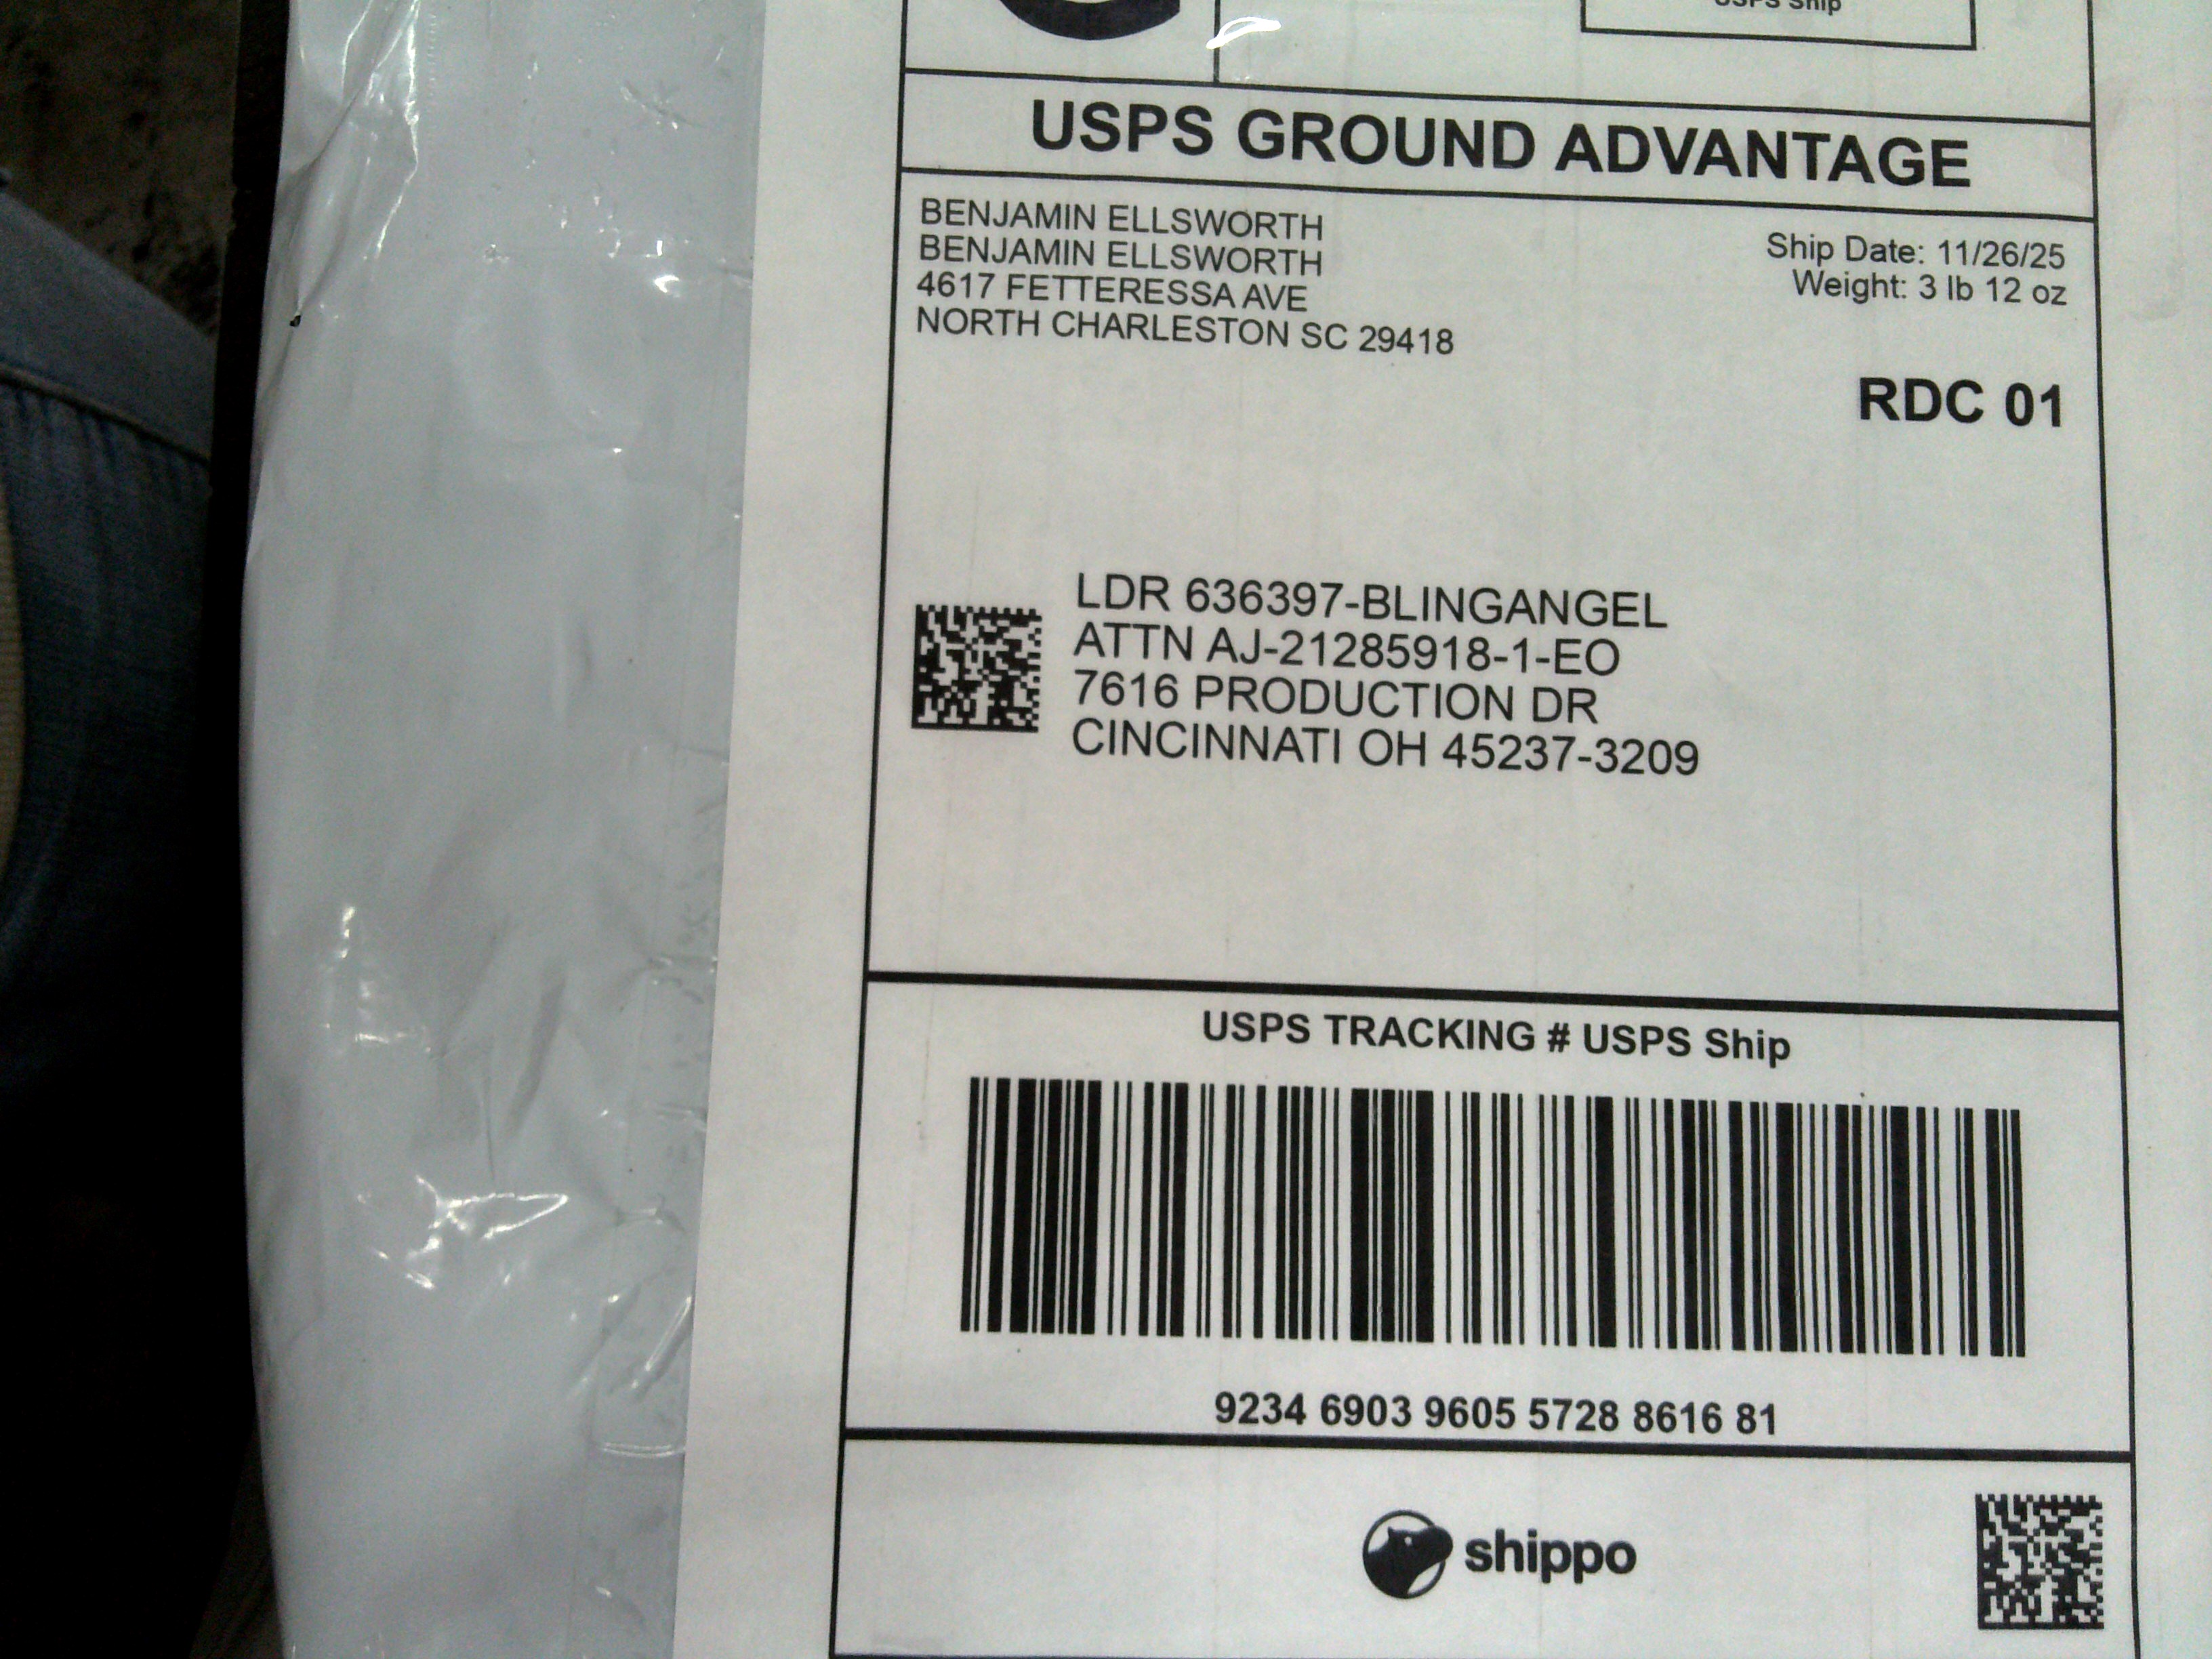 USPS Ship
USPS GROUND ADVANTAGE
BENJAMIN ELLSWORTH
BENJAMIN ELLSWORTH
4617 FETTERESSA AVE
NORTH CHARLESTON SC 29418
Ship Date: 11/26/25
Weight: 3 lb 12 oz
RDC 01
LDR 636397-BLINGANGEL
ATTN AJ-21285918-1-EO
7616 PRODUCTION DR
CINCINNATI OH 45237-3209
USPS TRACKING # USPS Ship
9234 6903 9605 5728 8616 81
shippo